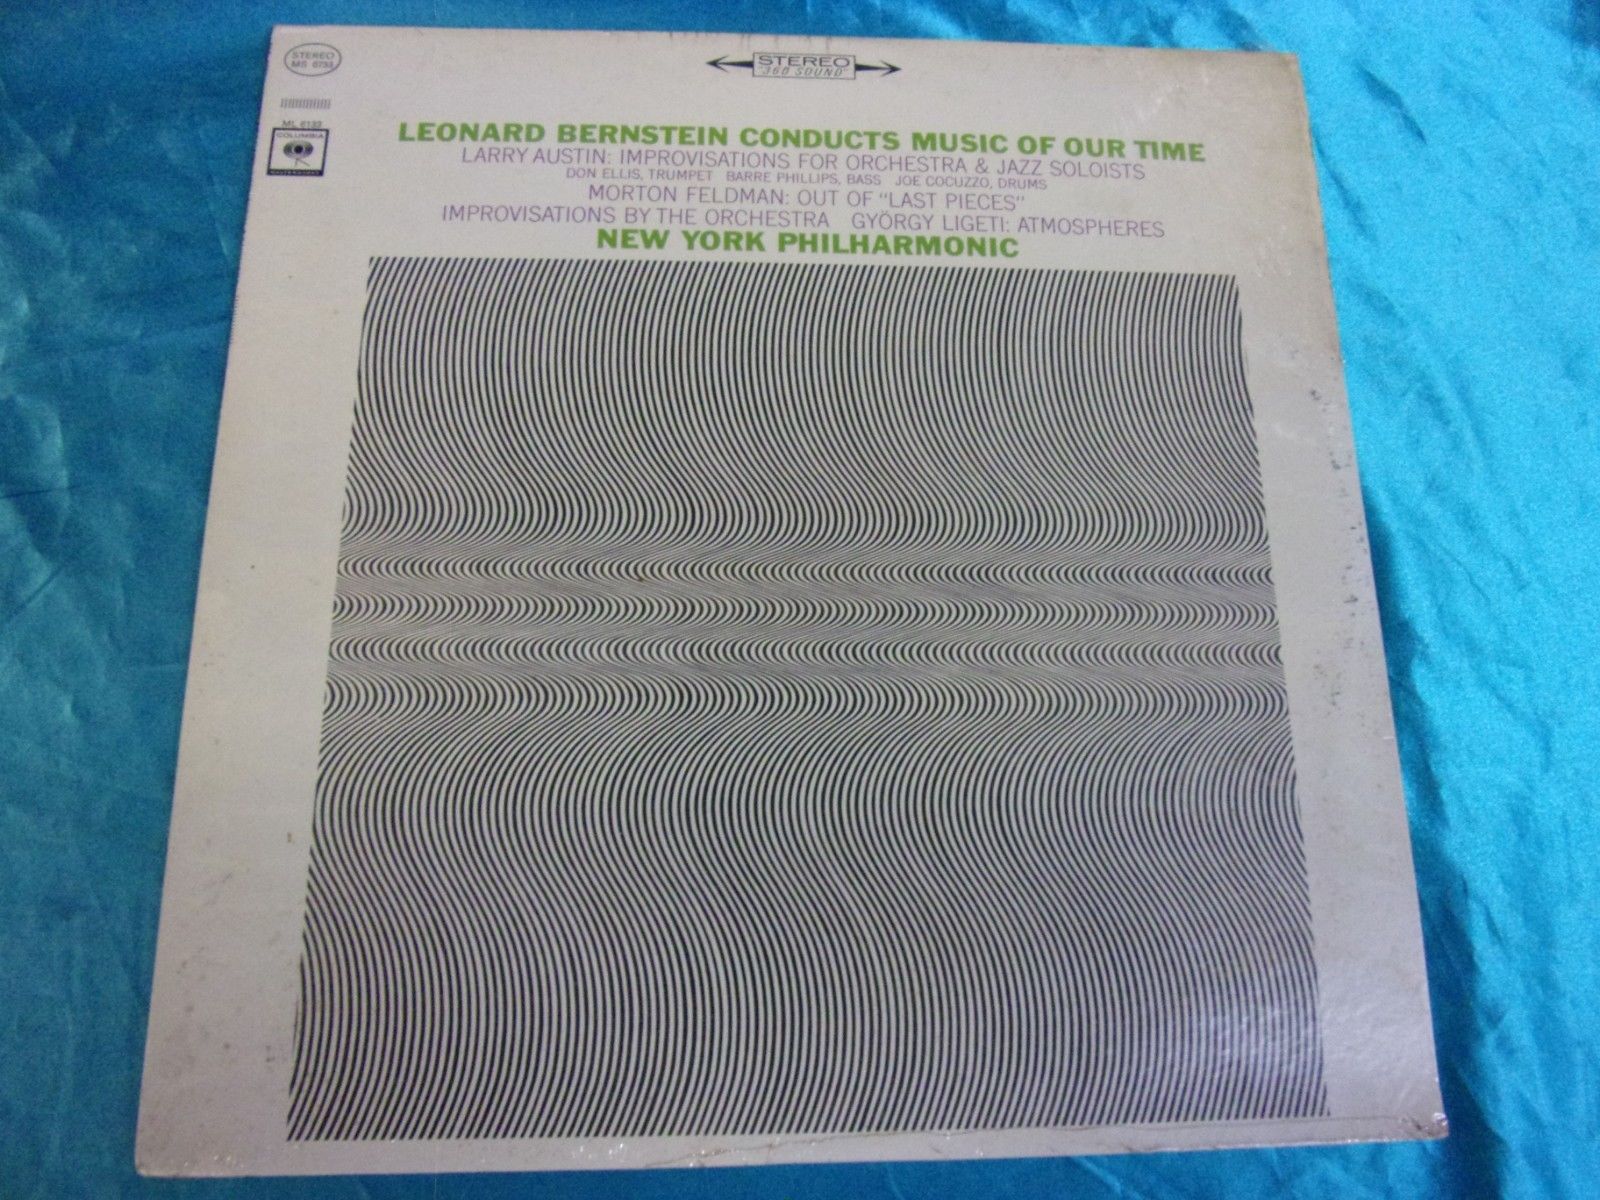 STEREO
MS 6733
STEREO
"360 SOUND"
ML 6133
COLUMBIA
LEONARD BERNSTEIN CONDUCTS MUSIC OF OUR TIME
LARRY AUSTIN: IMPROVISATIONS FOR ORCHESTRA & JAZZ SOLOISTS
DON ELLIS, TRUMPET BARRE PHILLIPS, BASS JOE COCUZZO, DRUMS
MORTON FELDMAN: OUT OF "LAST PIECES"
IMPROVISATIONS BY THE ORCHESTRA GYÖRGY LIGETI: ATMOSPHERES
NEW YORK PHILHARMONIC